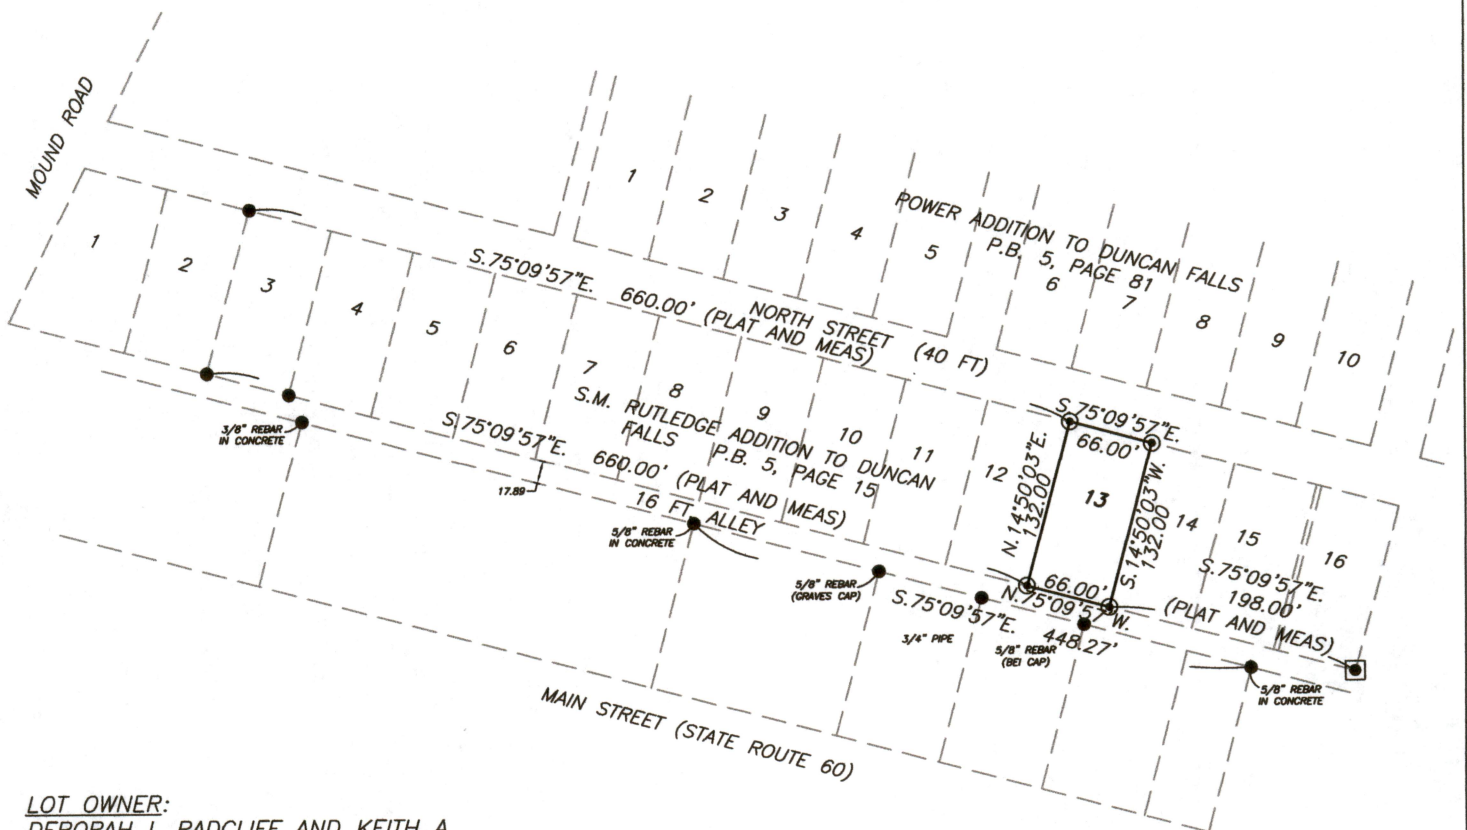 MOUND ROAD
1
2
3
4
5
6
7
8
9
10
POWER ADDITION TO DUNCAN FALLS
P.B. 5, PAGE 81
S.75°09'57"E. 660.00' (PLAT AND MEAS)
NORTH STREET (40 FT)
1
2
3
4
5
6
7
8
9
10
11
12
13
14
15
16
S.M. RUTLEDGE ADDITION TO DUNCAN
FALLS P.B. 5, PAGE 15
S.75°09'57"E. 660.00' (PLAT AND MEAS)
16 FT ALLEY
17.89
S.75°09'57"E.
66.00'
N.14°50'03"E.
132.00
S.14°50'03"W.
132.00
66.00'
N.75°09'57"W.
S.75°09'57"E.
198.00'
(PLAT AND MEAS)
3/8" REBAR
IN CONCRETE
5/8" REBAR
IN CONCRETE
5/8" REBAR
(GRAVES CAP)
S.75°09'57"E. 448.27'
3/4" PIPE
5/8" REBAR
(BEI CAP)
5/8" REBAR
IN CONCRETE
MAIN STREET (STATE ROUTE 60)
LOT OWNER:
DEBORAH L. RADCLIFF AND KEITH A.